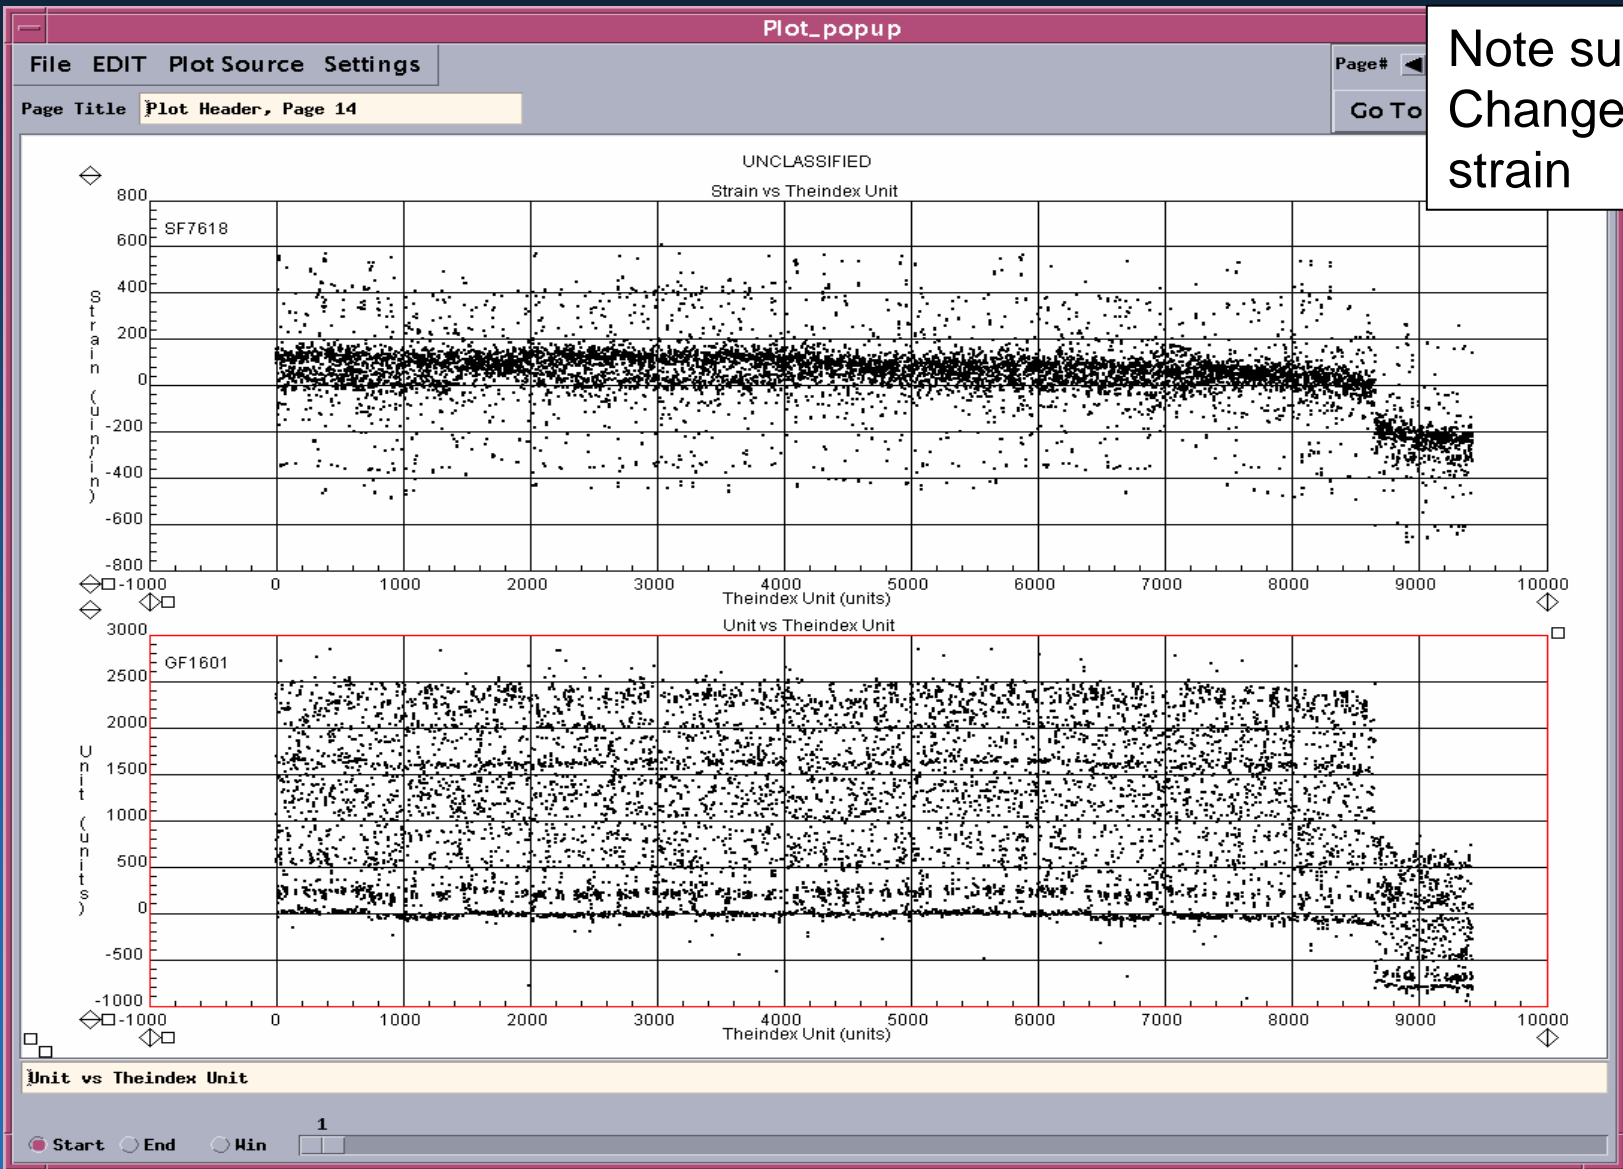 Plot_popup
File EDIT Plot Source Settings
Page#
Page Title Plot Header, Page 14
Go To
Note su
Change
strain
UNCLASSIFIED
Strain vs Theindex Unit
SF7618
800
600
400
200
0
-200
-400
-600
-800
Strain (uin/in)
-1000 0 1000 2000 3000 4000 5000 6000 7000 8000 9000 10000
Theindex Unit (units)
Unit vs Theindex Unit
GF1601
3000
2500
2000
1500
1000
500
0
-500
-1000
Unit (units)
-1000 0 1000 2000 3000 4000 5000 6000 7000 8000 9000 10000
Theindex Unit (units)
Unit vs Theindex Unit
1
Start End Win